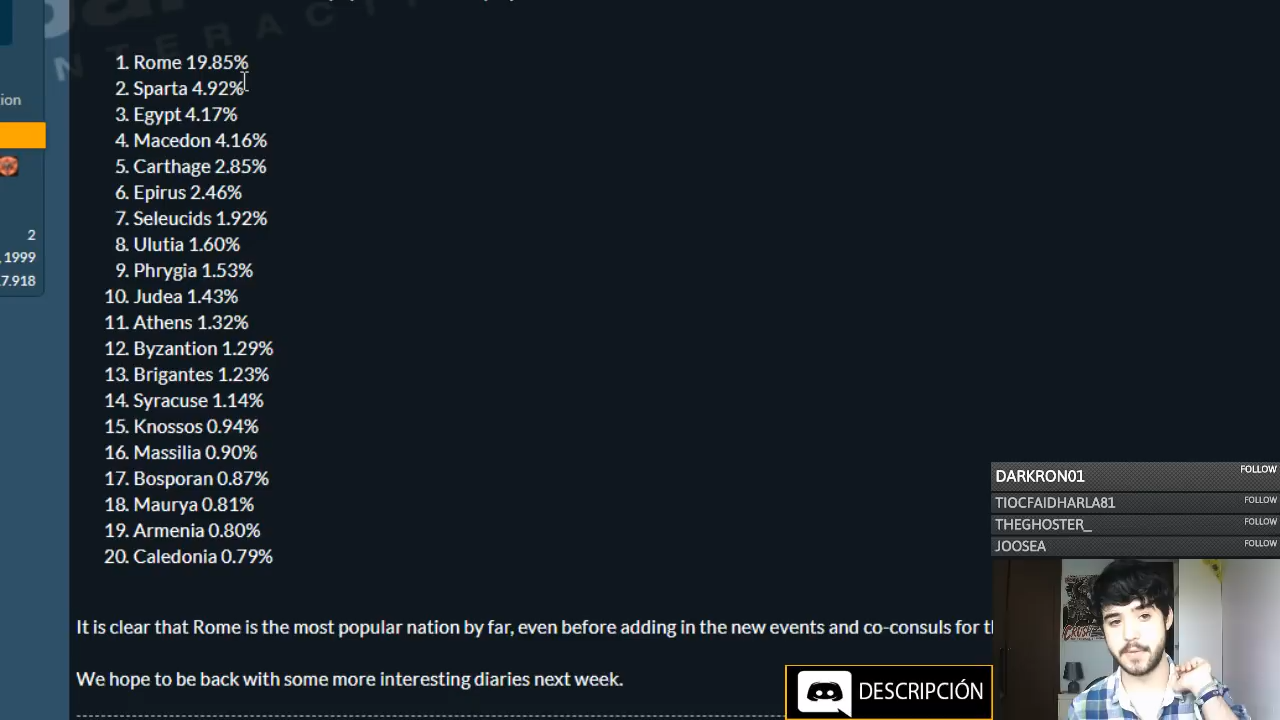 INTERACTI
1. Rome 19.85%
2. Sparta 4.92%
3. Egypt 4.17%
4. Macedon 4.16%
5. Carthage 2.85%
6. Epirus 2.46%
7. Seleucids 1.92%
8. Ulutia 1.60%
9. Phrygia 1.53%
10. Judea 1.43%
11. Athens 1.32%
12. Byzantion 1.29%
13. Brigantes 1.23%
14. Syracuse 1.14%
15. Knossos 0.94%
16. Massilia 0.90%
17. Bosporan 0.87%
18. Maurya 0.81%
19. Armenia 0.80%
20. Caledonia 0.79%
It is clear that Rome is the most popular nation by far, even before adding in the new events and co-consuls for t
We hope to be back with some more interesting diaries next week.
ion
2
, 1999
7.918
DARKRON01 FOLLOW
TIOCFAIDHARLA81 FOLLOW
THEGHOSTER_ FOLLOW
JOOSEA FOLLOW
DESCRIPCIÓN